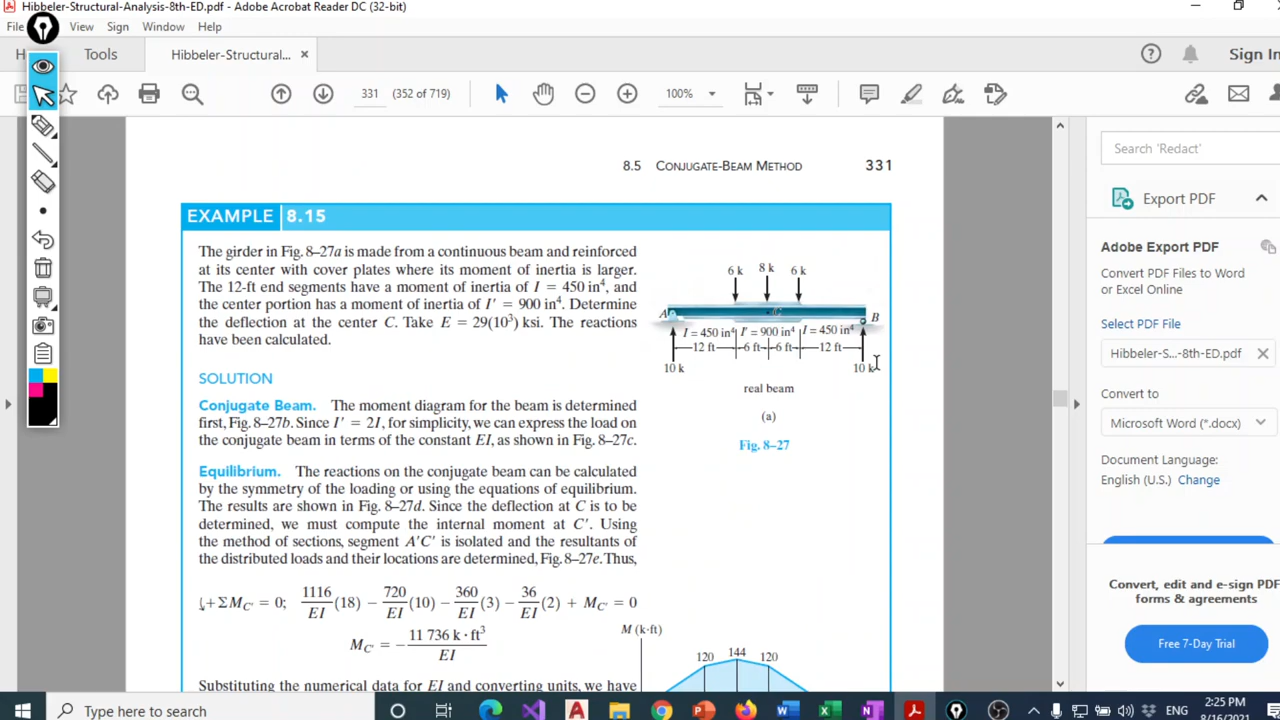 Hibbeler-Structural-Analysis-8th-ED.pdf - Adobe Acrobat Reader DC (32-bit)
File View Sign Window Help
Tools Hibbeler-Structural... ×
Sign In
331 (352 of 719) 100%
8.5 CONJUGATE-BEAM METHOD 331
EXAMPLE 8.15
The girder in Fig. 8–27a is made from a continuous beam and reinforced
at its center with cover plates where its moment of inertia is larger.
The 12-ft end segments have a moment of inertia of I = 450 in⁴, and
the center portion has a moment of inertia of I′ = 900 in⁴. Determine
the deflection at the center C. Take E = 29(10³) ksi. The reactions
have been calculated.
6 k 8 k 6 k
A B
I = 450 in⁴ I′ = 900 in⁴ I = 450 in⁴
12 ft 6 ft 6 ft 12 ft
10 k 10 k
real beam
(a)
Fig. 8–27
SOLUTION
Conjugate Beam. The moment diagram for the beam is determined
first, Fig. 8–27b. Since I′ = 2I, for simplicity, we can express the load on
the conjugate beam in terms of the constant EI, as shown in Fig. 8–27c.
Equilibrium. The reactions on the conjugate beam can be calculated
by the symmetry of the loading or using the equations of equilibrium.
The results are shown in Fig. 8–27d. Since the deflection at C is to be
determined, we must compute the internal moment at C′. Using
the method of sections, segment A′C′ is isolated and the resultants of
the distributed loads and their locations are determined, Fig. 8–27e. Thus,
↓+ΣM_C′ = 0; 1116/EI (18) − 720/EI (10) − 360/EI (3) − 36/EI (2) + M_C′ = 0
M_C′ = − 11 736 k · ft³/EI
M (k·ft)
120 144 120
Substituting the numerical data for EI and converting units, we have
Search 'Redact'
Export PDF
Adobe Export PDF
Convert PDF Files to Word
or Excel Online
Select PDF File
Hibbeler-S...-8th-ED.pdf ×
Convert to
Microsoft Word (*.docx)
Document Language:
English (U.S.) Change
Convert, edit and e-sign PDF
forms & agreements
Free 7-Day Trial
Type here to search
ENG
2:25 PM